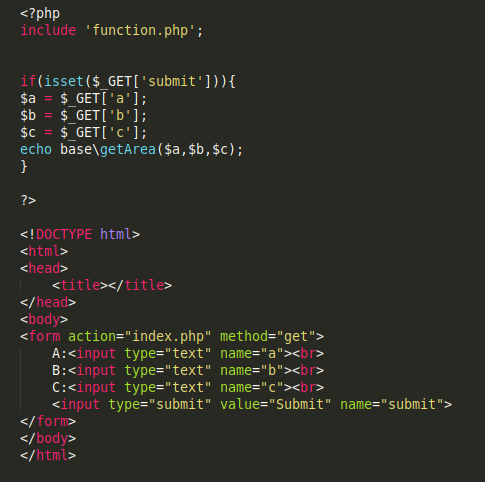 <?php
include 'function.php';
if(isset($_GET['submit'])){
$a = $_GET['a'];
$b = $_GET['b'];
$c = $_GET['c'];
echo base\getArea($a,$b,$c);
}
?>
<!DOCTYPE html>
<html>
<head>
<title></title>
</head>
<body>
<form action="index.php" method="get">
A:<input type="text" name="a"><br>
B:<input type="text" name="b"><br>
C:<input type="text" name="c"><br>
<input type="submit" value="Submit" name="submit">
</form>
</body>
</html>